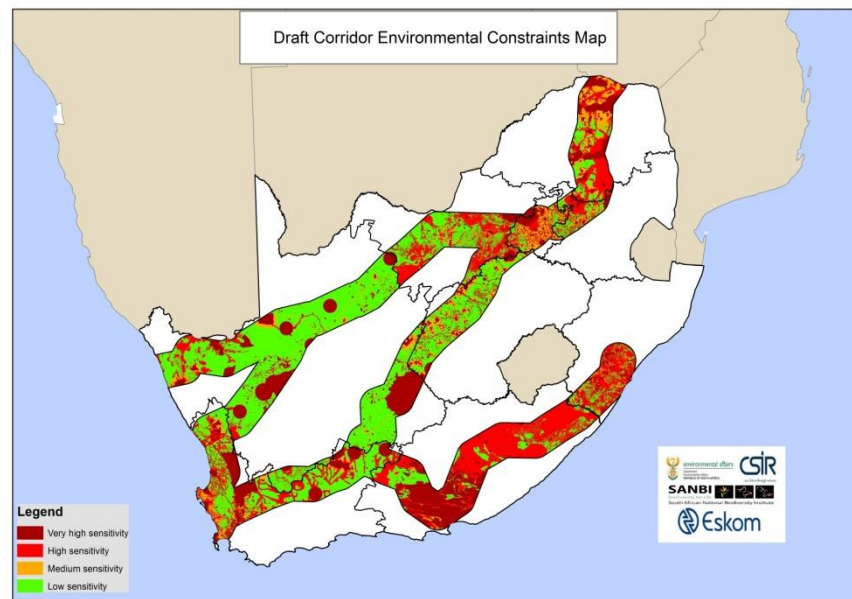 Draft Corridor Environmental Constraints Map
environmental affairs
CSIR
SANBI
South African National Biodiversity Institute
Eskom
Legend
Very high sensitivity
High sensitivity
Medium sensitivity
Low sensitivity